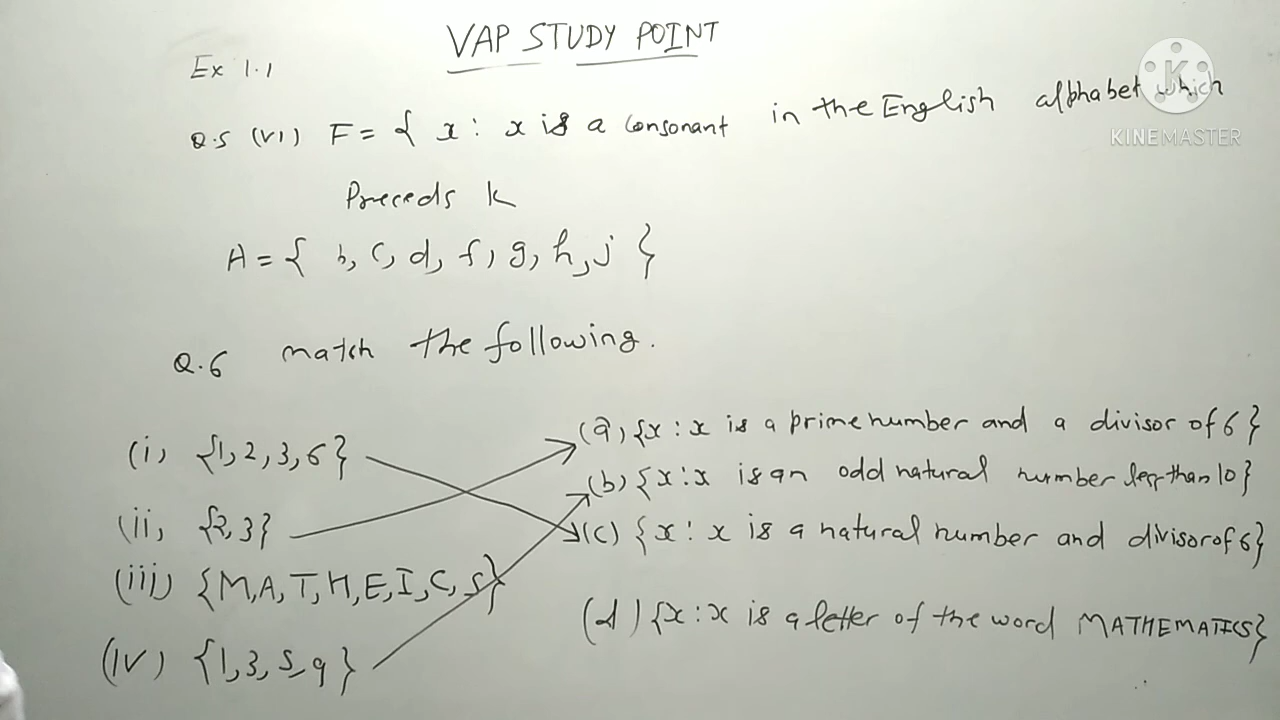 VAP STUDY POINT
Ex 1.1
Q.5 (VI) F = { x : x is a consonant in the English alphabet which
Preceds k
A = { b, c, d, f, g, h, j }
Q.6 match the following.
(i) {1, 2, 3, 6}
(a) {x : x is a prime number and a divisor of 6}
(b) {x : x is an odd natural number less than 10}
(ii) {2, 3}
(c) {x : x is a natural number and divisor of 6}
(iii) {M, A, T, H, E, I, C, S}
(d) {x : x is a letter of the word MATHEMATICS}
(IV) {1, 3, 5, 9}
KINEMASTER